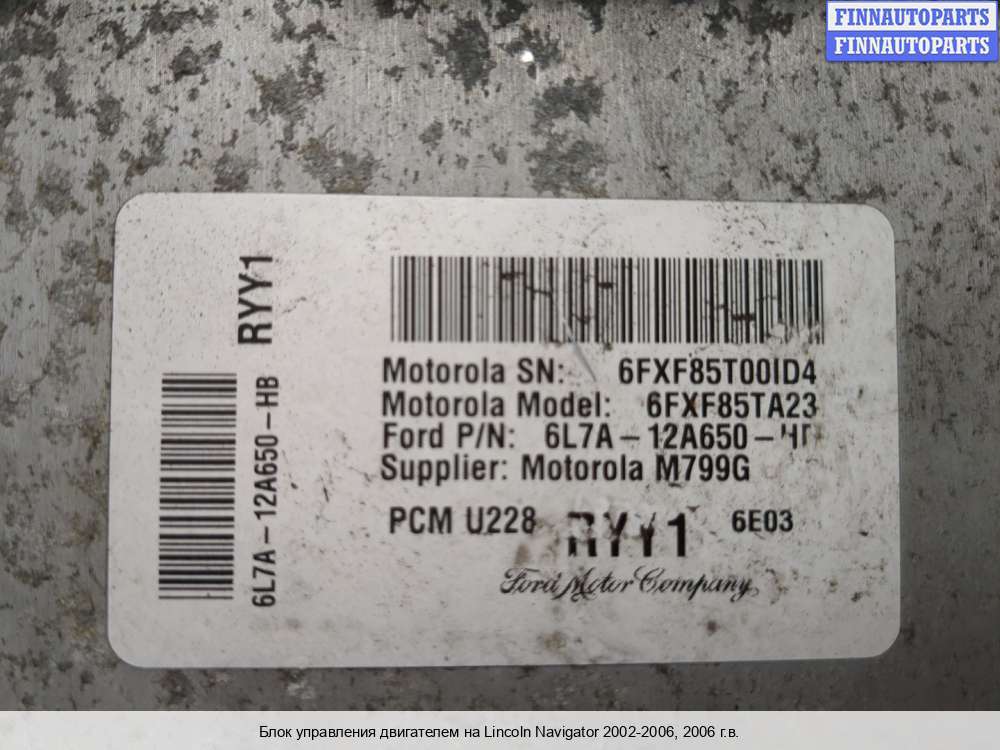 FINNAUTOPARTS
FINNAUTOPARTS
RYY1
6L7A-12A650-HB
Motorola SN: 6FXF85T00ID4
Motorola Model: 6FXF85TA23
Ford P/N: 6L7A-12A650-
Supplier: Motorola M799G
PCM U228 RYY1 6E03
Ford Motor Company
Блок управления двигателем на Lincoln Navigator 2002-2006, 2006 г.в.